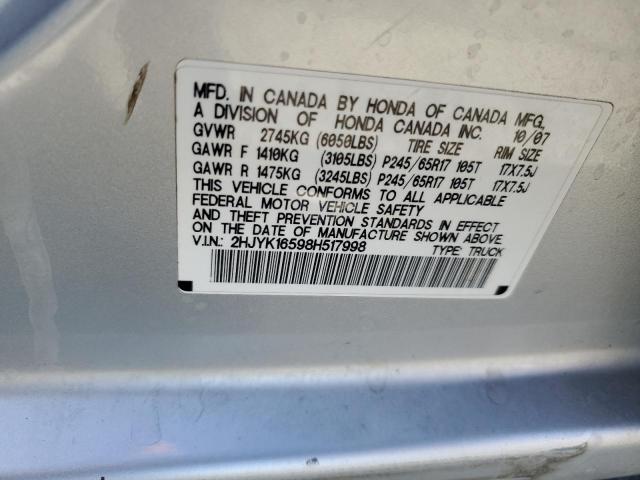 MFD. IN CANADA BY HONDA OF CANADA MFG.
A DIVISION OF HONDA CANADA INC. 10/07
GVWR 2745KG (6050LBS) TIRE SIZE RIM SIZE
GAWR F 1410KG (3105LBS) P245/65R17 105T 17X7.5J
GAWR R 1475KG (3245LBS) P245/65R17 105T 17X7.5J
THIS VEHICLE CONFORMS TO ALL APPLICABLE
FEDERAL MOTOR VEHICLE SAFETY
AND THEFT PREVENTION STANDARDS IN EFFECT
ON THE DATE OF MANUFACTURE SHOWN ABOVE.
V.I.N.: 2HJYK16598H517998 TYPE: TRUCK